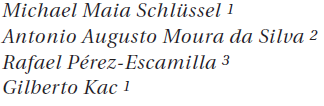 Michael Maia Schlüssel 1
Antonio Augusto Moura da Silva 2
Rafael Pérez-Escamilla 3
Gilberto Kac 1